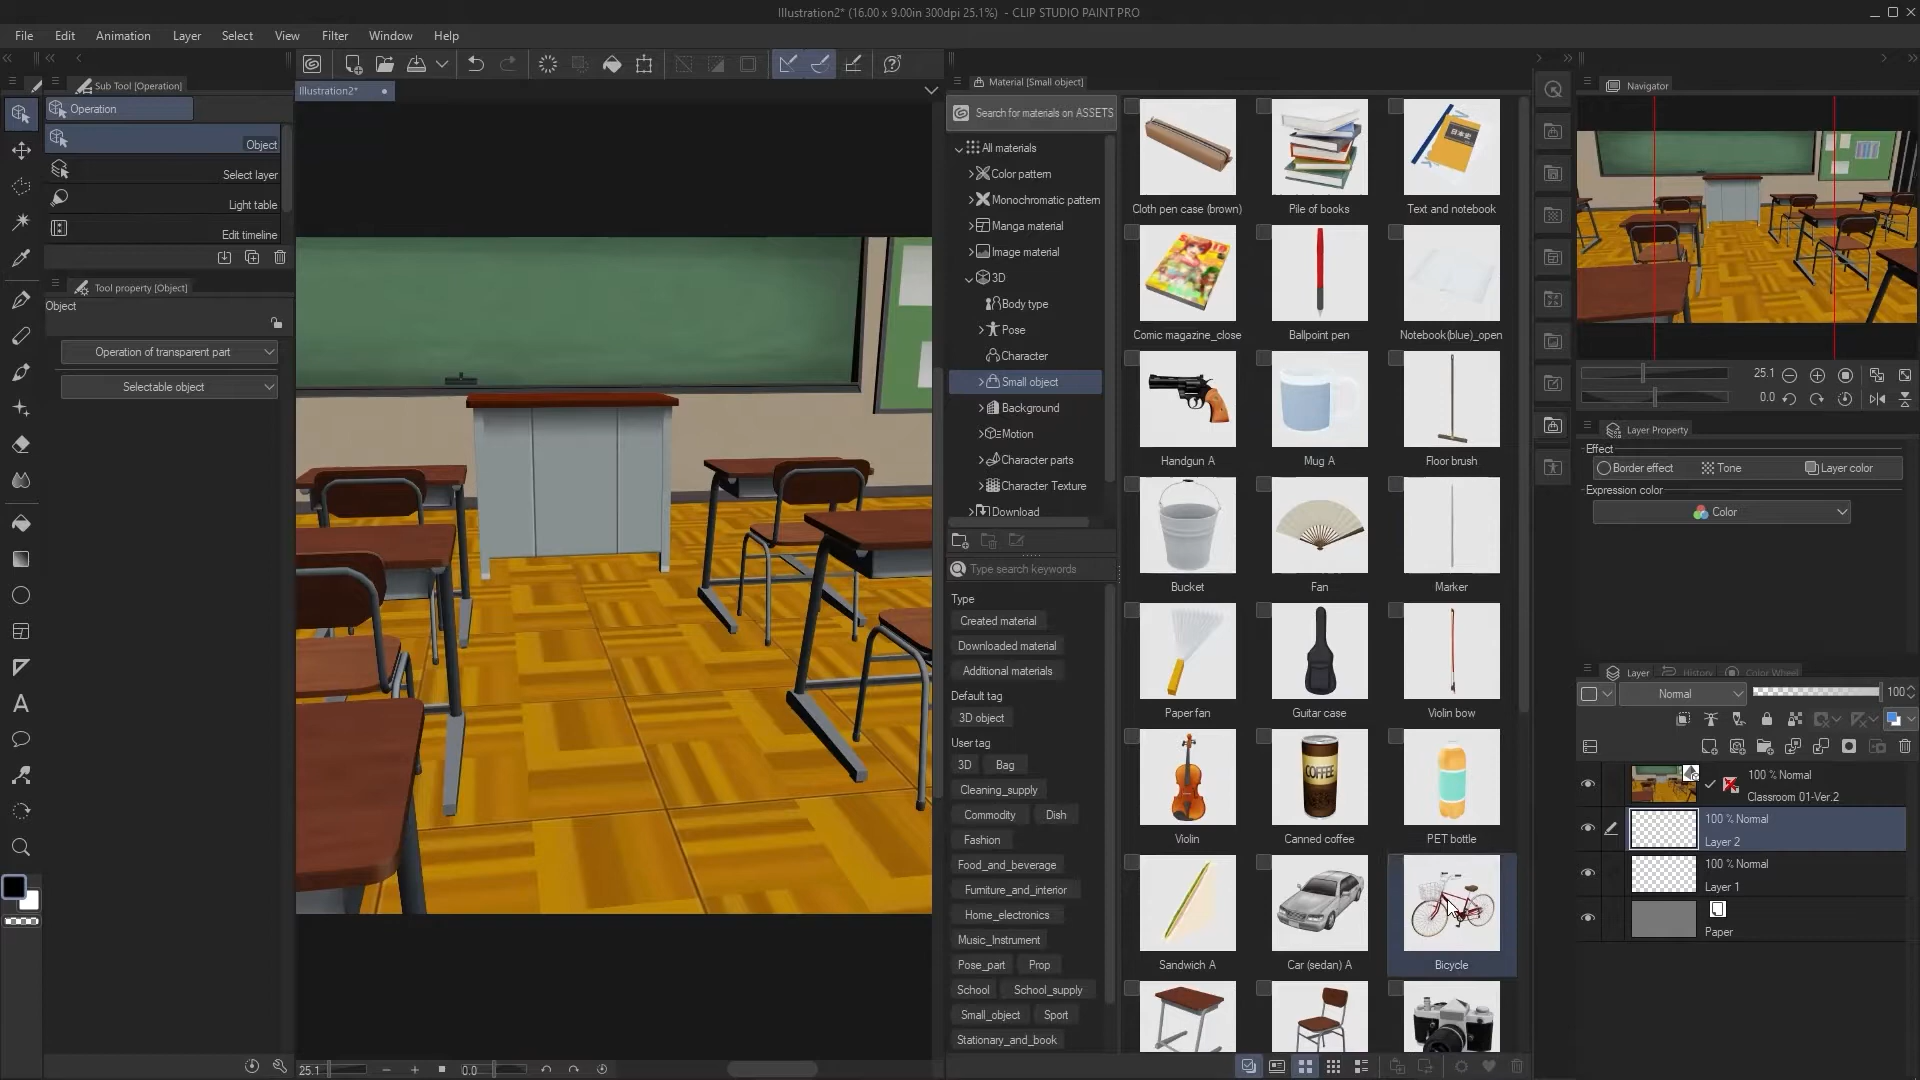 Illustration2* (16.00 x 9.00in 300dpi 25.1%) - CLIP STUDIO PAINT PRO
File Edit Animation Layer Select View Filter Window Help
Sub Tool [Operation]
Operation
Object
Select layer
Light table
Edit timeline
Tool property [Object]
Object
Operation of transparent part
Selectable object
Illustration2*
25.1
0.0
Material [Small object]
Search for materials on ASSETS
All materials
Color pattern
Monochromatic pattern
Manga material
Image material
3D
Body type
Pose
Character
Small object
Background
Motion
Character parts
Character Texture
Download
Type search keywords
Type
Created material
Downloaded material
Additional materials
Default tag
3D object
User tag
3D Bag
Cleaning_supply
Commodity Dish
Fashion
Food_and_beverage
Furniture_and_interior
Home_electronics
Music_Instrument
Pose_part Prop
School School_supply
Small_object Sport
Stationary_and_book
日本史
Cloth pen case (brown) Pile of books Text and notebook
Comic magazine_close Ballpoint pen Notebook(blue)_open
Handgun A Mug A Floor brush
Bucket Fan Marker
Paper fan Guitar case Violin bow
COFFEE
Violin Canned coffee PET bottle
Sandwich A Car (sedan) A Bicycle
Navigator
25.1
0.0
Layer Property
Effect
Border effect Tone Layer color
Expression color
Color
Layer History Color Wheel
Normal 100
100 % Normal
Classroom 01-Ver.2
100 % Normal
Layer 2
100 % Normal
Layer 1
Paper